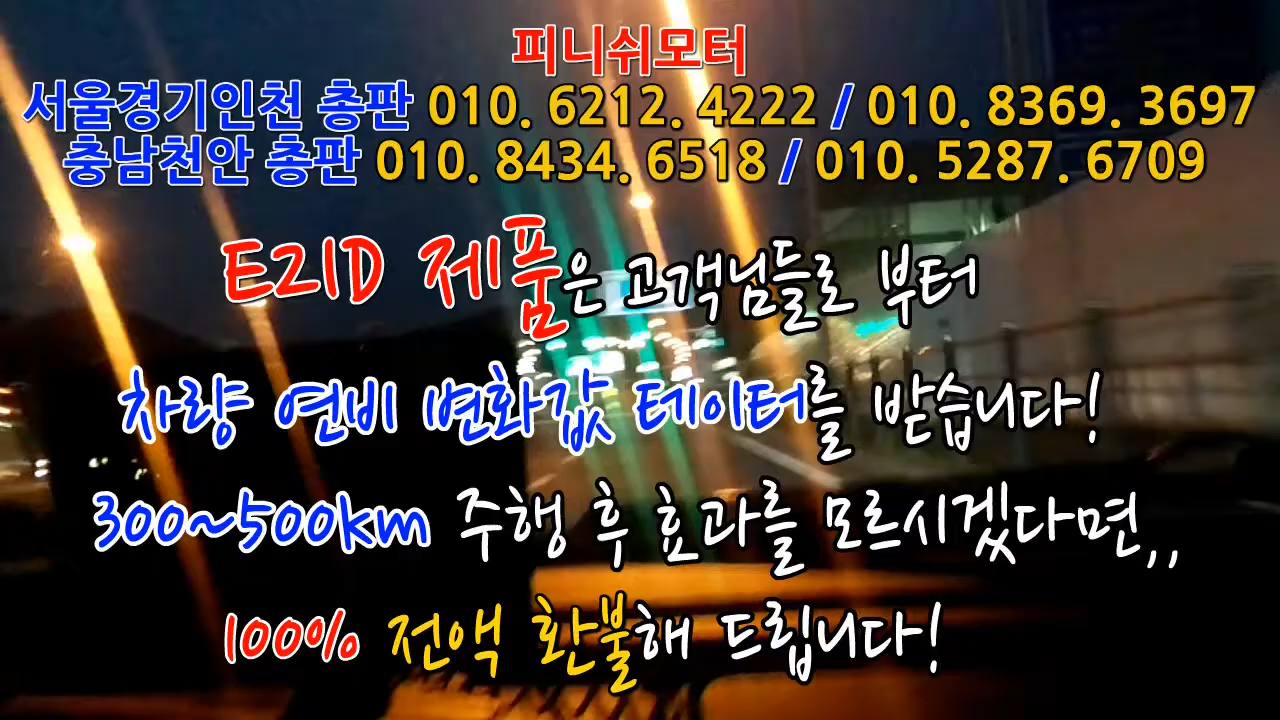 피니쉬모터
서울경기인천 총판 010. 6212. 4222 / 010. 8369. 3697
충남천안 총판 010. 8434. 6518 / 010. 5287. 6709
E21D 제품은 고객님들로 부터
차량 연비 변화값 테이터를 받습니다!
300~500km 주행 후 효과를 모르시겠다면,,
100% 전액 환불해 드립니다!